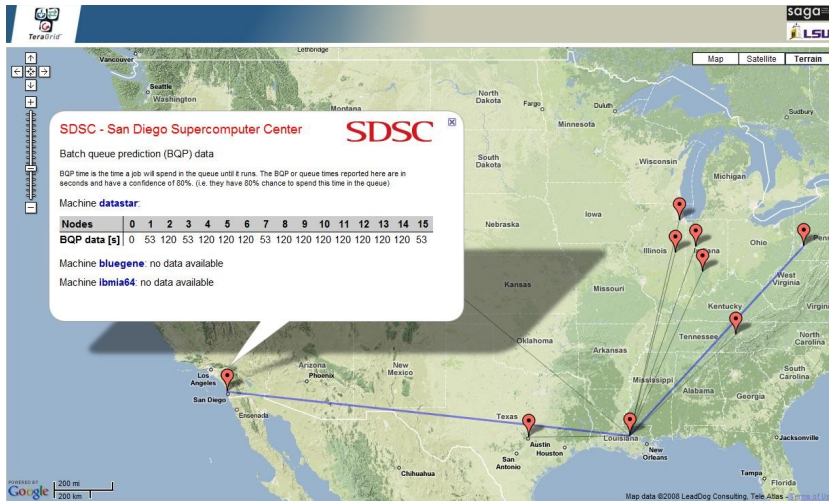 TeraGrid
saga
LSU
Map Satellite Terrain
SDSC - San Diego Supercomputer Center
SDSC
Batch queue prediction (BQP) data
BQP time is the time a job will spend in the queue until it runs. The BQP or queue times reported here are in
seconds and have a confidence of 80%. (i.e. they have 80% chance to spend this time in the queue)
Machine datastar:
Nodes 0 1 2 3 4 5 6 7 8 9 10 11 12 13 14 15
BQP data [s] 0 53 120 53 120 120 120 53 120 120 120 120 120 120 120 53
Machine bluegene: no data available
Machine ibmia64: no data available
Lethbridge
Vancouver
Seattle
Washington
Montana
North
Dakota
Fargo
Duluth
Sudbury
Minnesota
South
Dakota
Wisconsin
Michigan
Iowa
Nebraska
Illinois
Ohio
West
Virginia
Kansas
Missouri
Kentucky
Oklahoma
Tennessee
North
Carolina
Arkansas
Arizona
Phoenix
New
Mexico
Los
Angeles
San Diego
Ensenada
Mississippi
Alabama
Georgia
South
Carolina
Texas
Austin
Houston
San
Antonio
Louisiana
New
Orleans
Jacksonville
Chihuahua
Tampa
Florida
POWERED BY
Google
200 mi
200 km
Map data ©2008 LeadDog Consulting, Tele Atlas -